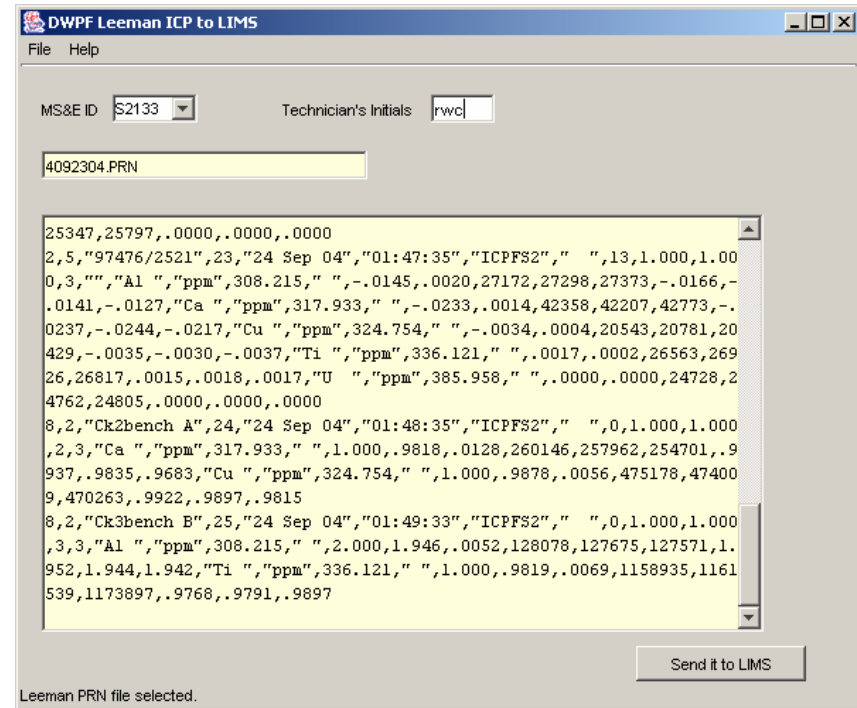 DWPF Leeman ICP to LIMS
File Help
MS&E ID S2133 Technician's Initials rwc
4092304.PRN
25347,25797,.0000,.0000,.0000
2,5,"97476/2521",23,"24 Sep 04","01:47:35","ICPFS2","  ",13,1.000,1.00
0,3,"","Al ","ppm",308.215," ",-.0145,.0020,27172,27298,27373,-.0166,-
.0141,-.0127,"Ca ","ppm",317.933," ",-.0233,.0014,42358,42207,42773,-.
0237,-.0244,-.0217,"Cu ","ppm",324.754," ",-.0034,.0004,20543,20781,20
429,-.0035,-.0030,-.0037,"Ti ","ppm",336.121," ",.0017,.0002,26563,269
26,26817,.0015,.0018,.0017,"U  ","ppm",385.958," ",.0000,.0000,24728,2
4762,24805,.0000,.0000,.0000
8,2,"Ck2bench A",24,"24 Sep 04","01:48:35","ICPFS2","  ",0,1.000,1.000
,2,3,"Ca ","ppm",317.933," ",1.000,.9818,.0128,260146,257962,254701,.9
937,.9835,.9683,"Cu ","ppm",324.754," ",1.000,.9878,.0056,475178,47400
9,470263,.9922,.9897,.9815
8,2,"Ck3bench B",25,"24 Sep 04","01:49:33","ICPFS2","  ",0,1.000,1.000
,3,3,"Al ","ppm",308.215," ",2.000,1.946,.0052,128078,127675,127571,1.
952,1.944,1.942,"Ti ","ppm",336.121," ",1.000,.9819,.0069,1158935,1161
539,1173897,.9768,.9791,.9897
Send it to LIMS
Leeman PRN file selected.